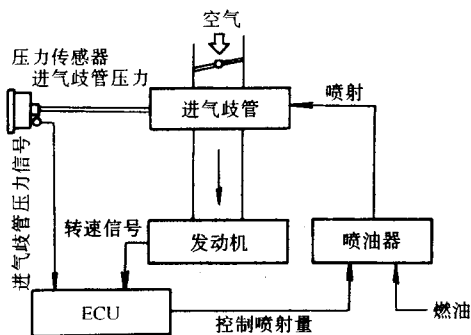 空气
压力传感器
进气歧管压力
进气歧管
喷射
进气歧管压力信号
转速信号
发动机
喷油器
ECU
控制喷射量
燃油